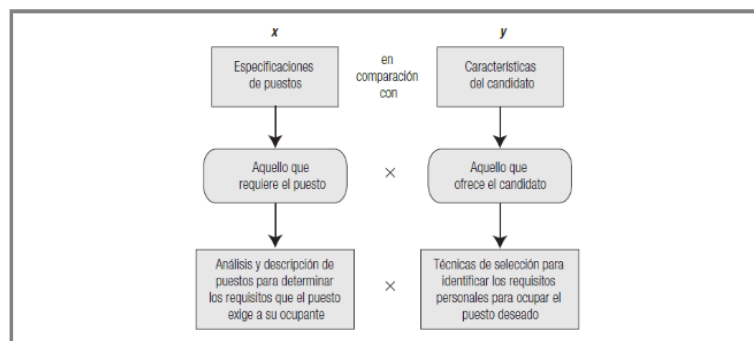 x
y
Especificaciones
de puestos
en
comparación
con
Características
del candidato
Aquello que
requiere el puesto
×
Aquello que
ofrece el candidato
Análisis y descripción de
puestos para determinar
los requisitos que el puesto
exige a su ocupante
×
Técnicas de selección para
identificar los requisitos
personales para ocupar el
puesto deseado